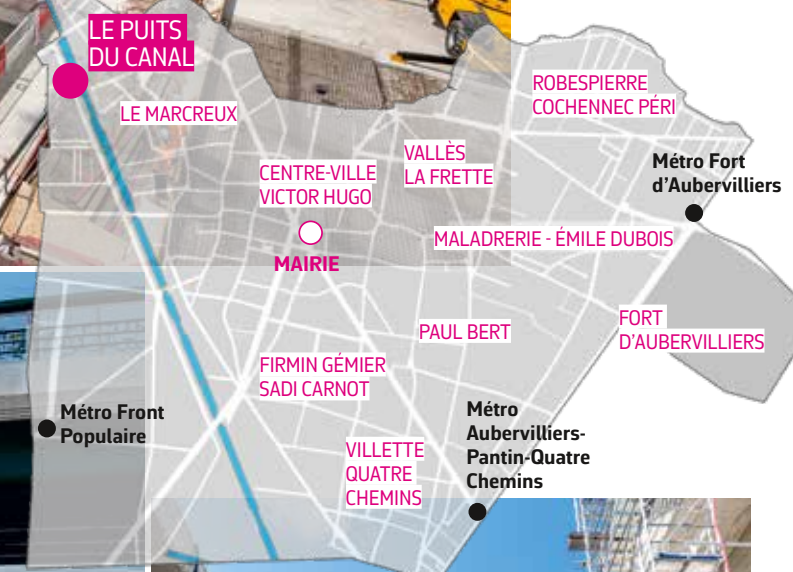 LE PUITS
DU CANAL
LE MARCREUX
ROBESPIERRE
COCHENNEC PÉRI
VALLÈS
LA FRETTE
CENTRE-VILLE
VICTOR HUGO
Métro Fort
d'Aubervilliers
MALADRERIE - ÉMILE DUBOIS
MAIRIE
PAUL BERT
FORT
D'AUBERVILLIERS
FIRMIN GÉMIER
SADI CARNOT
Métro Front
Populaire
Métro
Aubervilliers-
Pantin-Quatre
Chemins
VILLETTE
QUATRE
CHEMINS